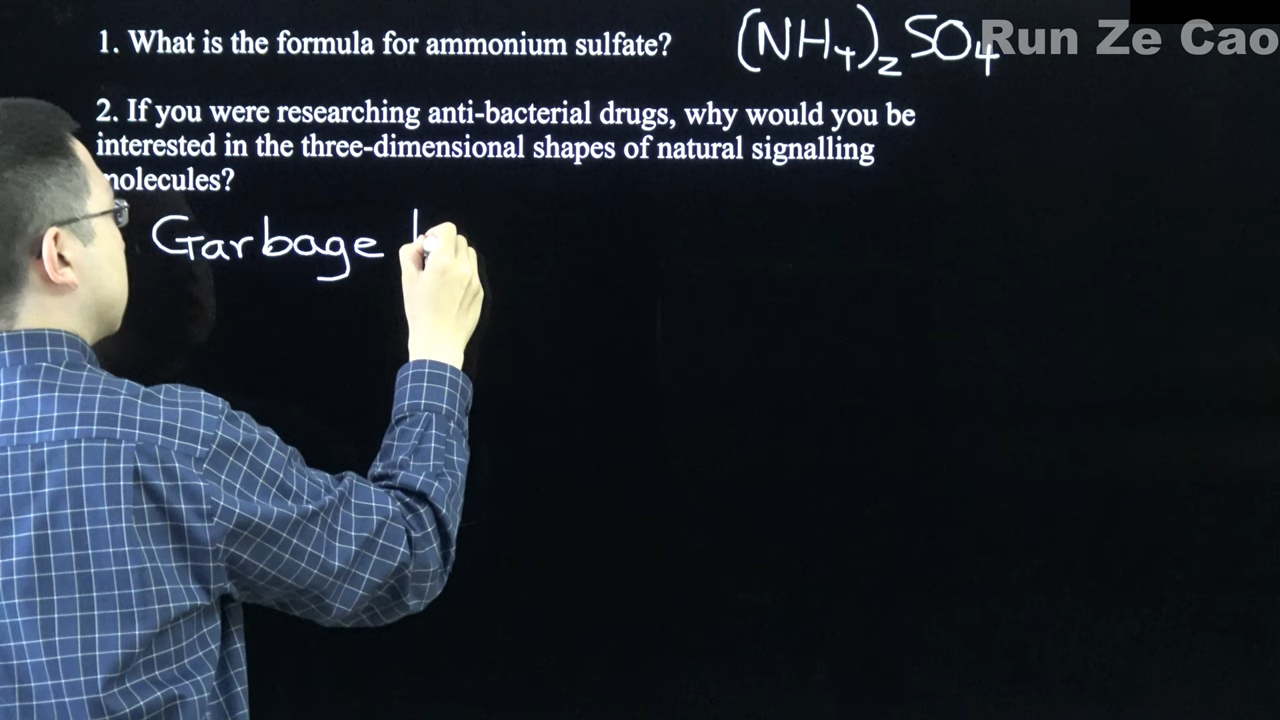 1. What is the formula for ammonium sulfate? (NH4)2SO4
Run Ze Cao
2. If you were researching anti-bacterial drugs, why would you be
interested in the three-dimensional shapes of natural signalling
molecules?
Garbage